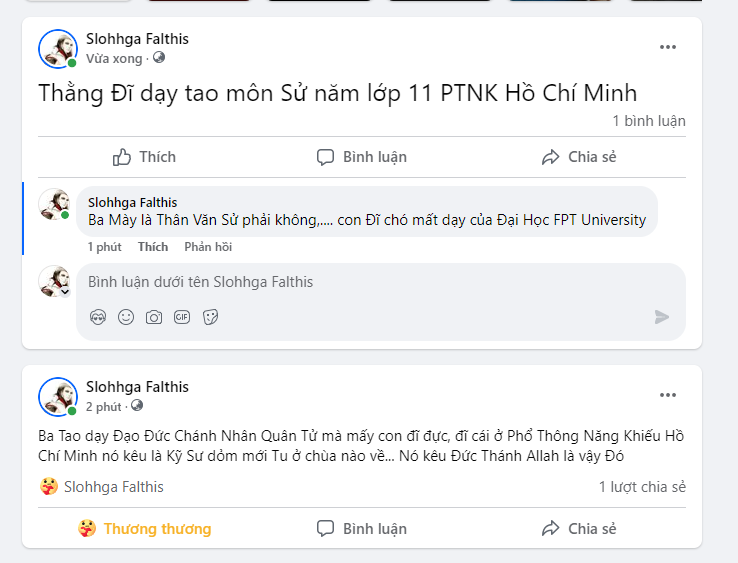 Slohhga Falthis
Vừa xong ·
Thằng Đĩ dạy tao môn Sử năm lớp 11 PTNK Hồ Chí Minh
1 bình luận
Thích
Bình luận
Chia sẻ
Slohhga Falthis
Ba Mày là Thân Văn Sử phải không,.... con Đĩ chó mất dạy của Đại Học FPT University
1 phút Thích Phản hồi
Bình luận dưới tên Slohhga Falthis
GIF
Slohhga Falthis
2 phút ·
Ba Tao dạy Đạo Đức Chánh Nhân Quân Tử mà mấy con đĩ đực, đĩ cái ở Phổ Thông Năng Khiếu Hồ
Chí Minh nó kêu là Kỹ Sư dỏm mới Tu ở chùa nào về... Nó kêu Đức Thánh Allah là vậy Đó
Slohhga Falthis
1 lượt chia sẻ
Thương thương
Bình luận
Chia sẻ